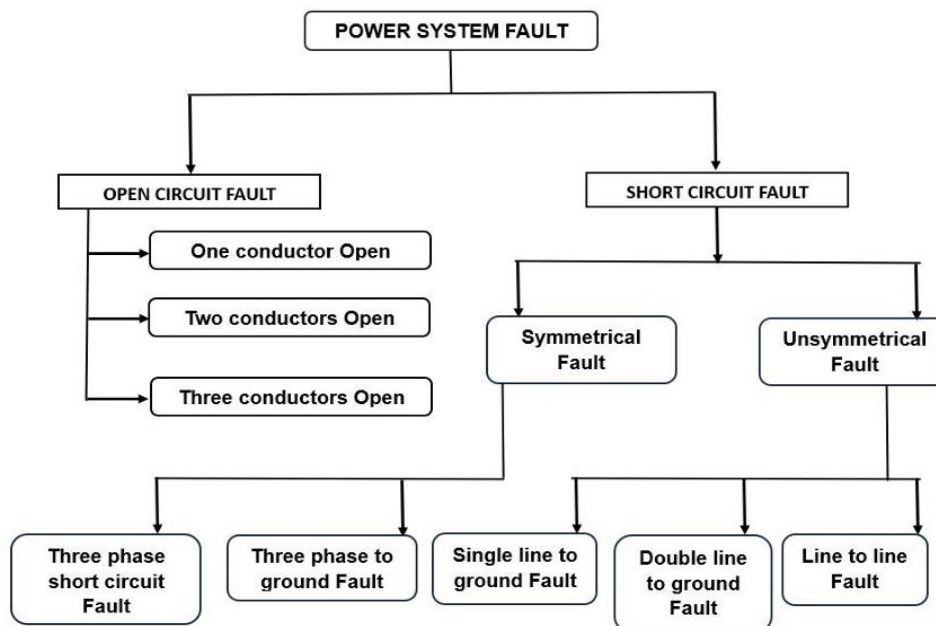 POWER SYSTEM FAULT
OPEN CIRCUIT FAULT
SHORT CIRCUIT FAULT
One conductor Open
Two conductors Open
Three conductors Open
Symmetrical
Fault
Unsymmetrical
Fault
Three phase
short circuit
Fault
Three phase to
ground Fault
Single line to
ground Fault
Double line
to ground
Fault
Line to line
Fault